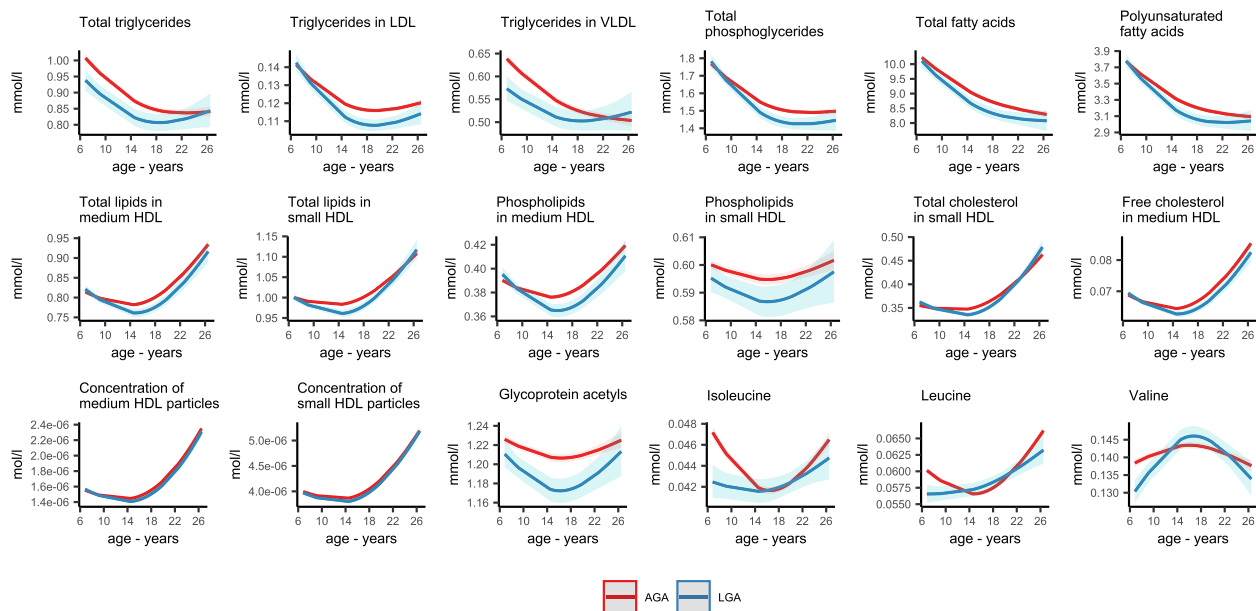 Total triglycerides
Triglycerides in LDL
Triglycerides in VLDL
Total
phosphoglycerides
Total fatty acids
Polyunsaturated
fatty acids
mmol/l
1.00
0.95
0.90
0.85
0.80
6 10 14 18 22 26
age - years
mmol/l
0.14
0.13
0.12
0.11
6 10 14 18 22 26
age - years
mmol/l
0.65
0.60
0.55
0.50
6 10 14 18 22 26
age - years
mmol/l
1.8
1.7
1.6
1.5
1.4
6 10 14 18 22 26
age - years
mmol/l
10.0
9.5
9.0
8.5
8.0
6 10 14 18 22 26
age - years
mmol/l
3.9
3.7
3.5
3.3
3.1
2.9
6 10 14 18 22 26
age - years
Total lipids in
medium HDL
Total lipids in
small HDL
Phospholipids
in medium HDL
Phospholipids
in small HDL
Total cholesterol
in small HDL
Free cholesterol
in medium HDL
mmol/l
0.95
0.90
0.85
0.80
0.75
6 10 14 18 22 26
age - years
mmol/l
1.15
1.10
1.05
1.00
0.95
6 10 14 18 22 26
age - years
mmol/l
0.42
0.40
0.38
0.36
6 10 14 18 22 26
age - years
mmol/l
0.61
0.60
0.59
0.58
6 10 14 18 22 26
age - years
mmol/l
0.50
0.45
0.40
0.35
6 10 14 18 22 26
age - years
mmol/l
0.08
0.07
6 10 14 18 22 26
age - years
Concentration of
medium HDL particles
Concentration of
small HDL particles
Glycoprotein acetyls
Isoleucine
Leucine
Valine
mol/l
2.4e-06
2.2e-06
2.0e-06
1.8e-06
1.6e-06
1.4e-06
6 10 14 18 22 26
age - years
mol/l
5.0e-06
4.5e-06
4.0e-06
6 10 14 18 22 26
age - years
mmol/l
1.24
1.22
1.20
1.18
1.16
6 10 14 18 22 26
age - years
mmol/l
0.048
0.046
0.044
0.042
6 10 14 18 22 26
age - years
mmol/l
0.0650
0.0625
0.0600
0.0575
0.0550
6 10 14 18 22 26
age - years
mmol/l
0.145
0.140
0.135
0.130
6 10 14 18 22 26
age - years
AGA
LGA